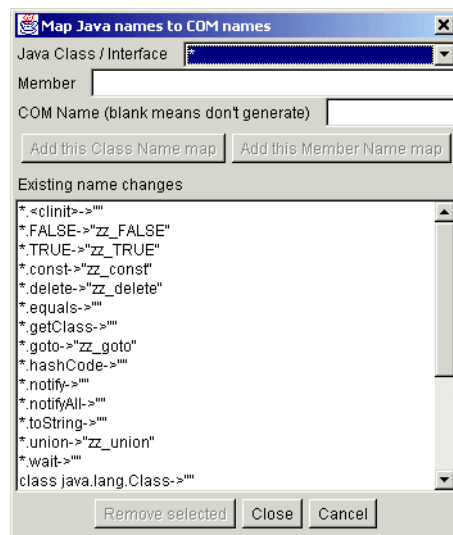 Map Java names to COM names
Java Class / Interface *
Member
COM Name (blank means don't generate)
Add this Class Name map Add this Member Name map
Existing name changes
*.<clinit>->""
*.FALSE->"zz_FALSE"
*.TRUE->"zz_TRUE"
*.const->"zz_const"
*.delete->"zz_delete"
*.equals->""
*.getClass->""
*.goto->"zz_goto"
*.hashCode->""
*.notify->""
*.notifyAll->""
*.toString->""
*.union->"zz_union"
*.wait->""
class java.lang.Class->""
Remove selected Close Cancel